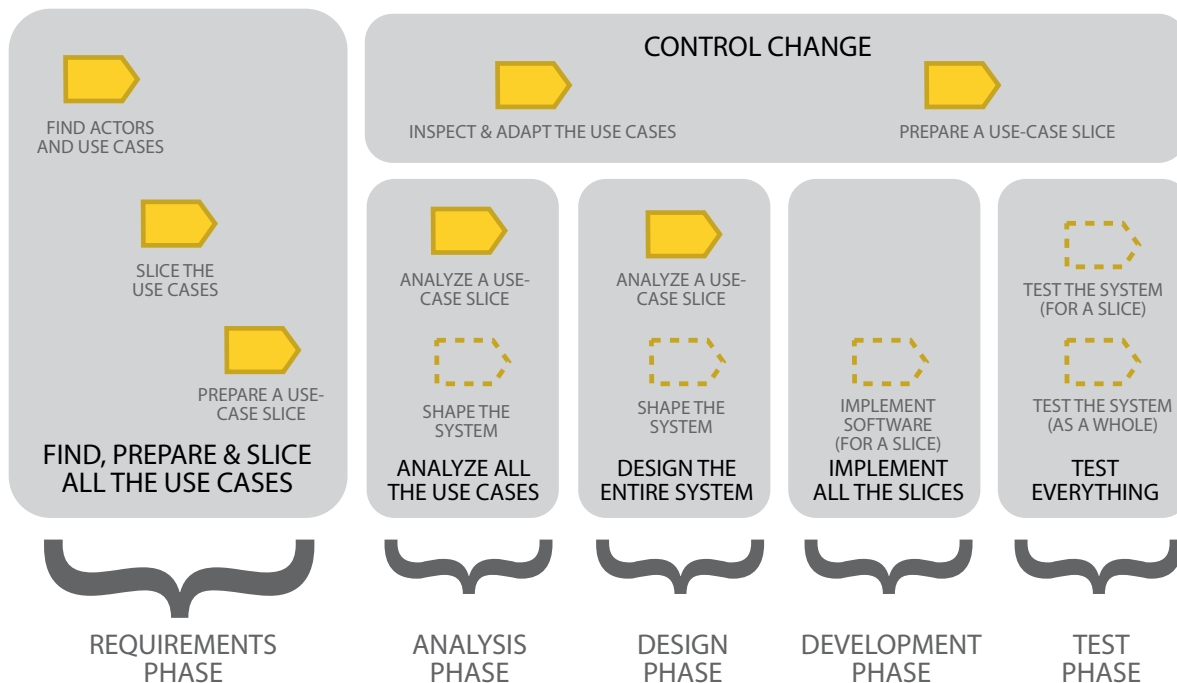 FIND ACTORS
AND USE CASES
SLICE THE
USE CASES
PREPARE A USE-
CASE SLICE
FIND, PREPARE & SLICE
ALL THE USE CASES
CONTROL CHANGE
INSPECT & ADAPT THE USE CASES
PREPARE A USE-CASE SLICE
ANALYZE A USE-
CASE SLICE
SHAPE THE
SYSTEM
ANALYZE ALL
THE USE CASES
ANALYZE A USE-
CASE SLICE
SHAPE THE
SYSTEM
DESIGN THE
ENTIRE SYSTEM
IMPLEMENT
SOFTWARE
(FOR A SLICE)
IMPLEMENT
ALL THE SLICES
TEST THE SYSTEM
(FOR A SLICE)
TEST THE SYSTEM
(AS A WHOLE)
TEST
EVERYTHING
REQUIREMENTS
PHASE
ANALYSIS
PHASE
DESIGN
PHASE
DEVELOPMENT
PHASE
TEST
PHASE